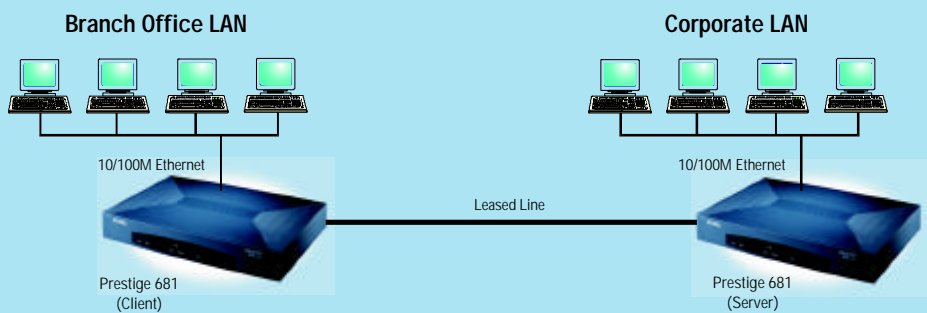 Branch Office LAN
Corporate LAN
10/100M Ethernet
10/100M Ethernet
Leased Line
Prestige 681
(Client)
Prestige 681
(Server)